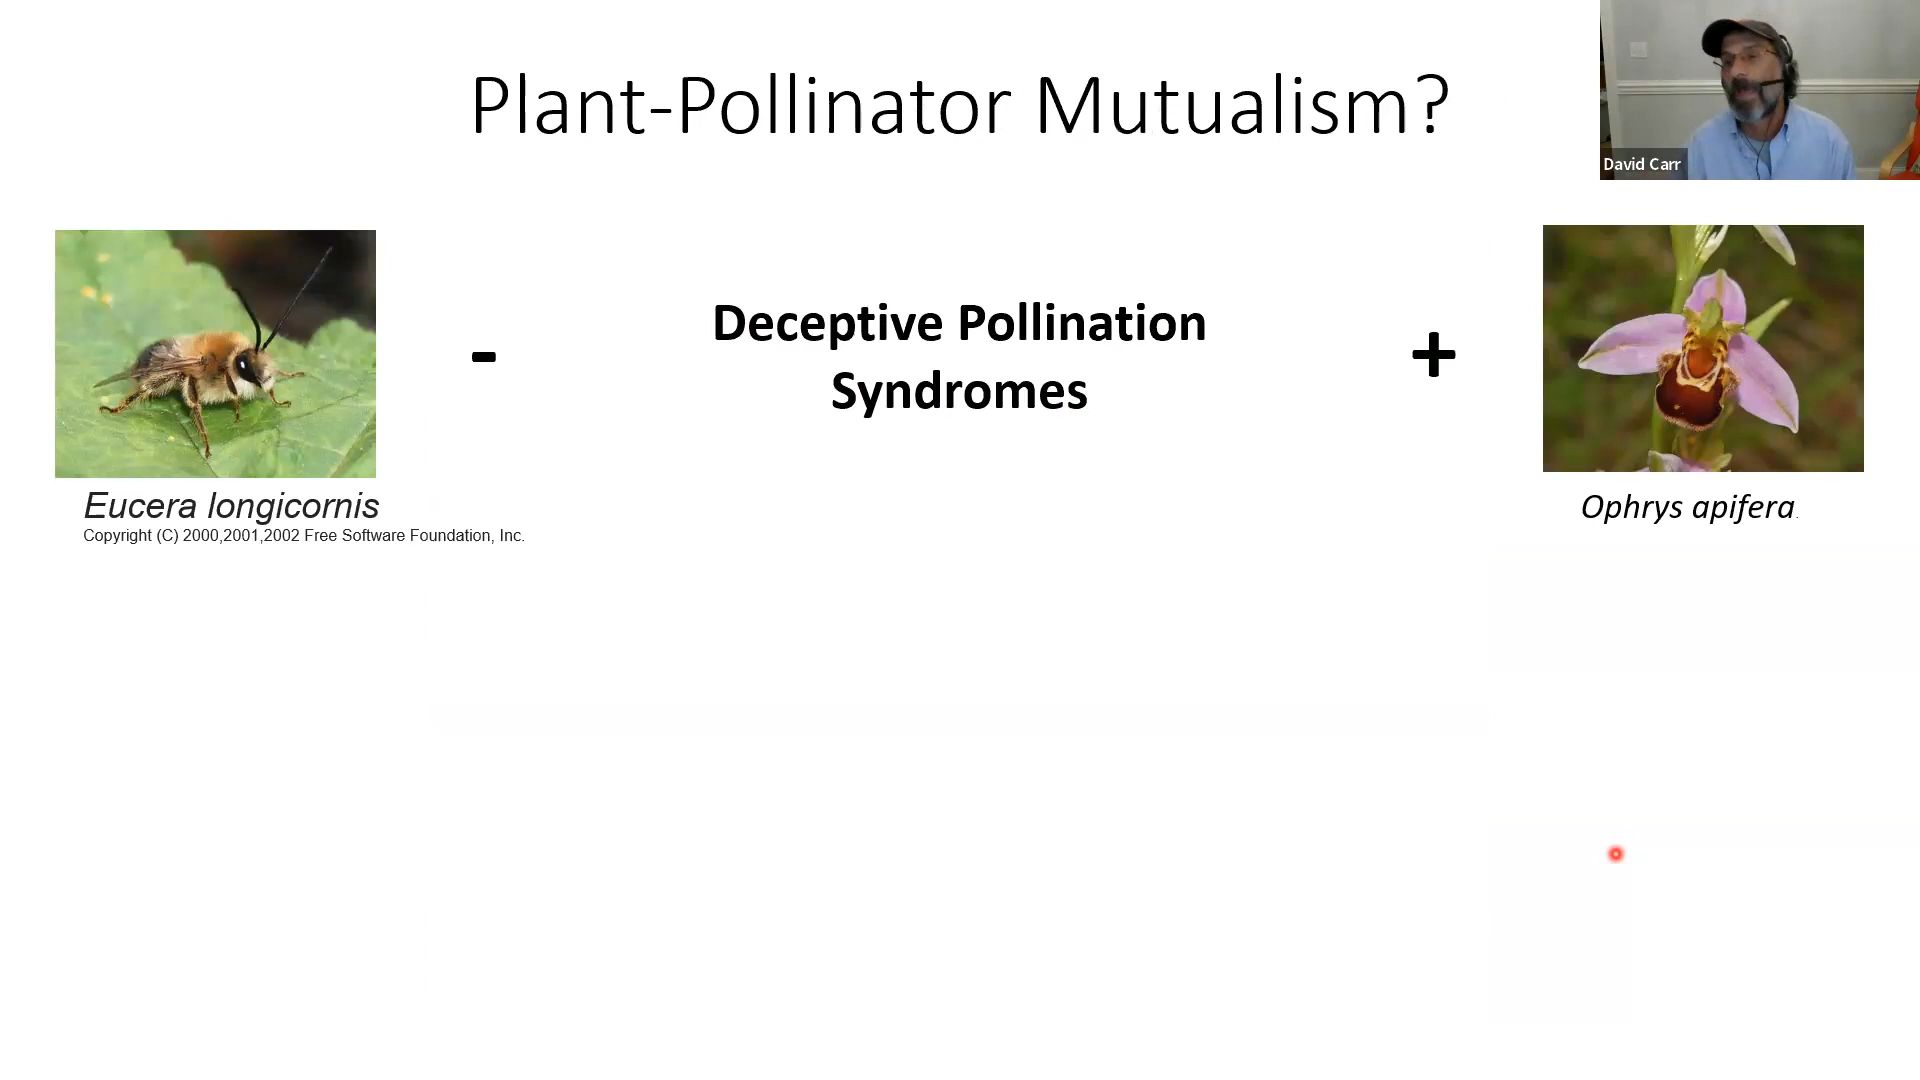 Plant-Pollinator Mutualism?
David Carr
Deceptive Pollination
Syndromes
-
+
Eucera longicornis
Copyright (C) 2000,2001,2002 Free Software Foundation, Inc.
Ophrys apifera.